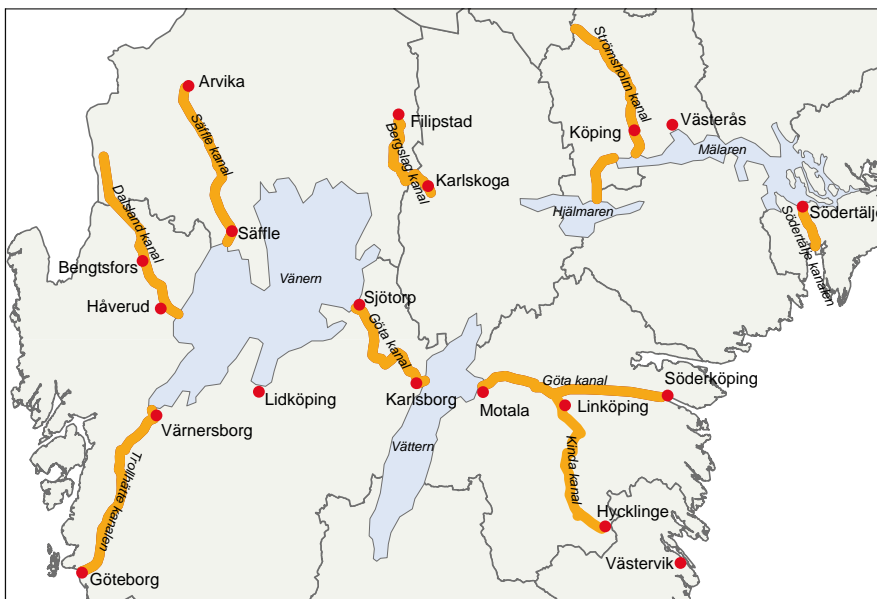 Arvika
Säffle kanal
Filipstad
Bergslag kanal
Karlskoga
Strömsholm kanal
Köping
Västerås
Mälaren
Hjälmaren
Södertälje
Södertälje kanalen
Dalsland kanal
Bengtsfors
Håverud
Säffle
Vänern
Sjötorp
Göta kanal
Karlsborg
Lidköping
Värnersborg
Trollhätte kanalen
Göteborg
Vättern
Motala
Göta kanal
Söderköping
Linköping
Kinda kanal
Hycklinge
Västervik